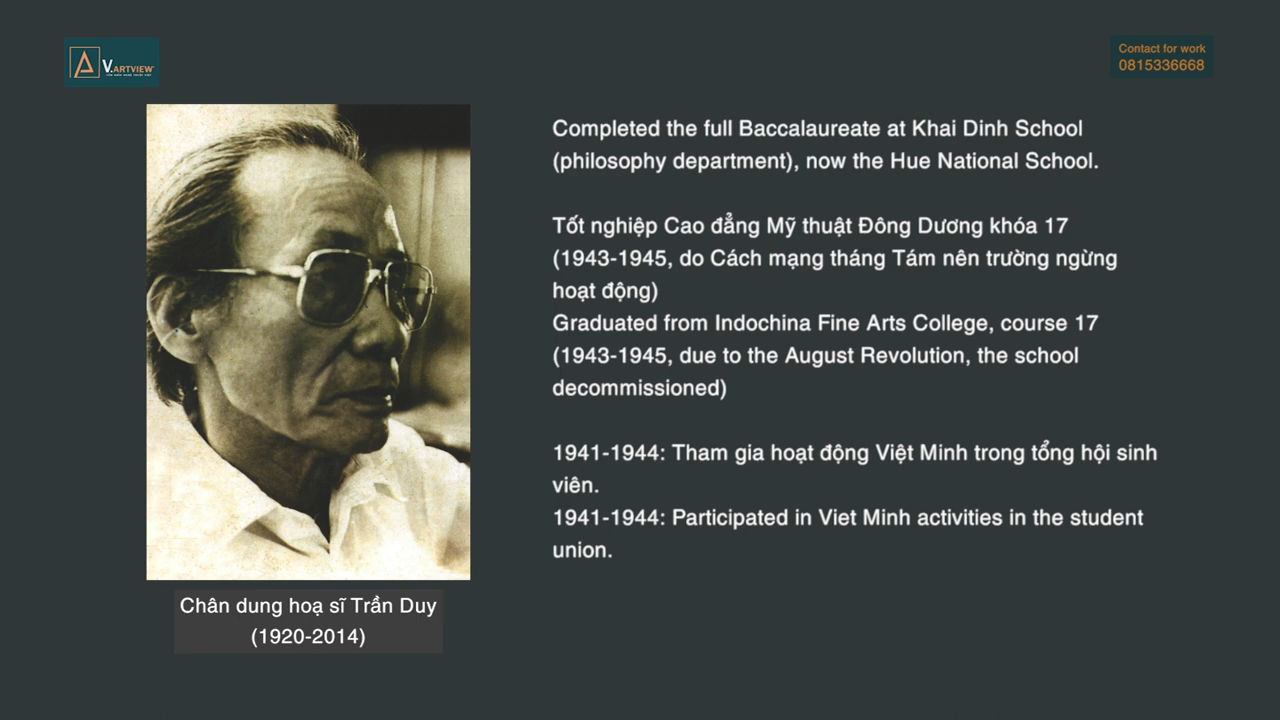 V.ARTVIEW
Contact for work
0815336668
Completed the full Baccalaureate at Khai Dinh School
(philosophy department), now the Hue National School.
Tốt nghiệp Cao đẳng Mỹ thuật Đông Dương khóa 17
(1943-1945, do Cách mạng tháng Tám nên trường ngừng
hoạt động)
Graduated from Indochina Fine Arts College, course 17
(1943-1945, due to the August Revolution, the school
decommissioned)
1941-1944: Tham gia hoạt động Việt Minh trong tổng hội sinh
viên.
1941-1944: Participated in Viet Minh activities in the student
union.
Chân dung hoạ sĩ Trần Duy
(1920-2014)